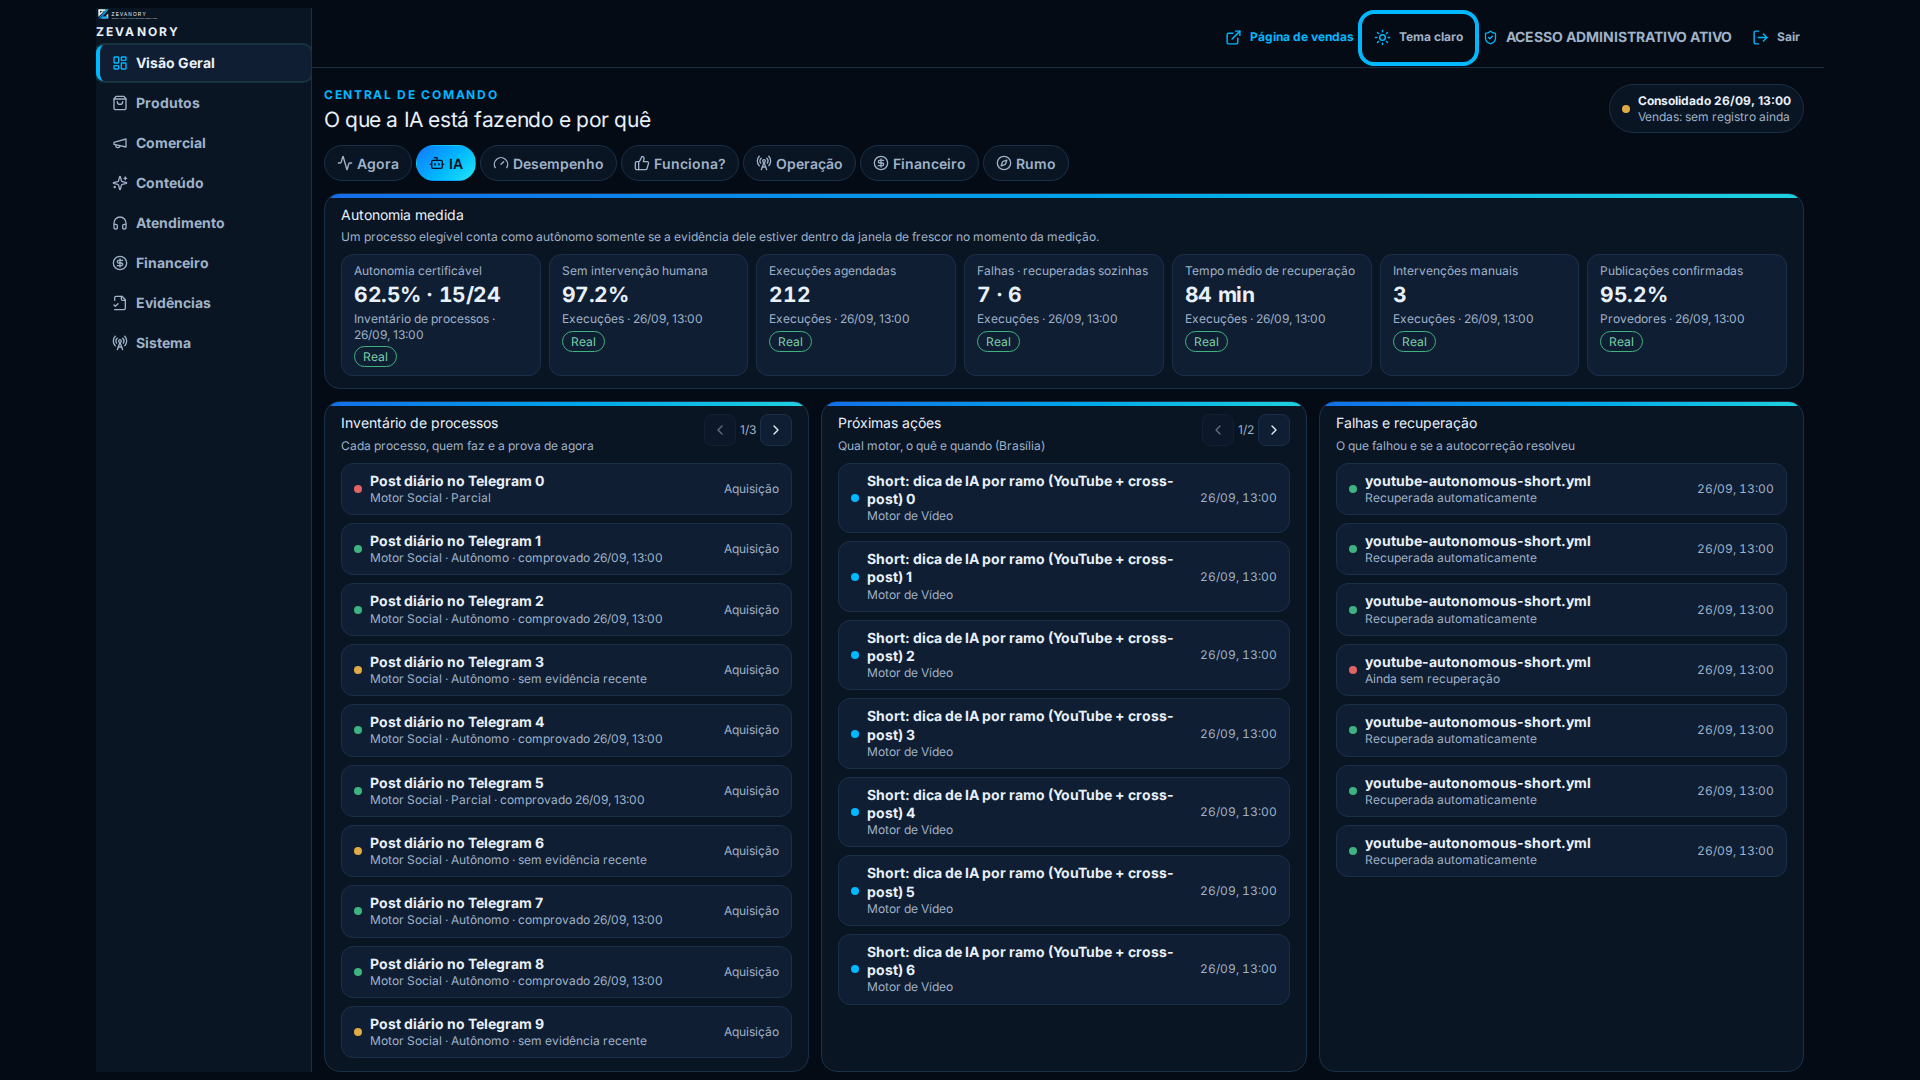 ZEVANORY
ZEVANORY
Visão Geral
Produtos
Comercial
Conteúdo
Atendimento
Financeiro
Evidências
Sistema
Página de vendas
Tema claro
ACESSO ADMINISTRATIVO ATIVO
Sair
CENTRAL DE COMANDO
O que a IA está fazendo e por quê
Consolidado 26/09, 13:00
Vendas: sem registro ainda
Agora
IA
Desempenho
Funciona?
Operação
Financeiro
Rumo
Autonomia medida
Um processo elegível conta como autônomo somente se a evidência dele estiver dentro da janela de frescor no momento da medição.
Autonomia certificável
62.5% · 15/24
Inventário de processos ·
26/09, 13:00
Real
Sem intervenção humana
97.2%
Execuções · 26/09, 13:00
Real
Execuções agendadas
212
Execuções · 26/09, 13:00
Real
Falhas · recuperadas sozinhas
7 · 6
Execuções · 26/09, 13:00
Real
Tempo médio de recuperação
84 min
Execuções · 26/09, 13:00
Real
Intervenções manuais
3
Execuções · 26/09, 13:00
Real
Publicações confirmadas
95.2%
Provedores · 26/09, 13:00
Real
Inventário de processos
1/3
Cada processo, quem faz e a prova de agora
Post diário no Telegram 0
Motor Social · Parcial
Aquisição
Post diário no Telegram 1
Motor Social · Autônomo · comprovado 26/09, 13:00
Aquisição
Post diário no Telegram 2
Motor Social · Autônomo · comprovado 26/09, 13:00
Aquisição
Post diário no Telegram 3
Motor Social · Autônomo · sem evidência recente
Aquisição
Post diário no Telegram 4
Motor Social · Autônomo · comprovado 26/09, 13:00
Aquisição
Post diário no Telegram 5
Motor Social · Parcial · comprovado 26/09, 13:00
Aquisição
Post diário no Telegram 6
Motor Social · Autônomo · sem evidência recente
Aquisição
Post diário no Telegram 7
Motor Social · Autônomo · comprovado 26/09, 13:00
Aquisição
Post diário no Telegram 8
Motor Social · Autônomo · comprovado 26/09, 13:00
Aquisição
Post diário no Telegram 9
Motor Social · Autônomo · sem evidência recente
Aquisição
Próximas ações
1/2
Qual motor, o quê e quando (Brasília)
Short: dica de IA por ramo (YouTube + cross-
post) 0
Motor de Vídeo
26/09, 13:00
Short: dica de IA por ramo (YouTube + cross-
post) 1
Motor de Vídeo
26/09, 13:00
Short: dica de IA por ramo (YouTube + cross-
post) 2
Motor de Vídeo
26/09, 13:00
Short: dica de IA por ramo (YouTube + cross-
post) 3
Motor de Vídeo
26/09, 13:00
Short: dica de IA por ramo (YouTube + cross-
post) 4
Motor de Vídeo
26/09, 13:00
Short: dica de IA por ramo (YouTube + cross-
post) 5
Motor de Vídeo
26/09, 13:00
Short: dica de IA por ramo (YouTube + cross-
post) 6
Motor de Vídeo
26/09, 13:00
Falhas e recuperação
O que falhou e se a autocorreção resolveu
youtube-autonomous-short.yml
Recuperada automaticamente
26/09, 13:00
youtube-autonomous-short.yml
Recuperada automaticamente
26/09, 13:00
youtube-autonomous-short.yml
Recuperada automaticamente
26/09, 13:00
youtube-autonomous-short.yml
Ainda sem recuperação
26/09, 13:00
youtube-autonomous-short.yml
Recuperada automaticamente
26/09, 13:00
youtube-autonomous-short.yml
Recuperada automaticamente
26/09, 13:00
youtube-autonomous-short.yml
Recuperada automaticamente
26/09, 13:00